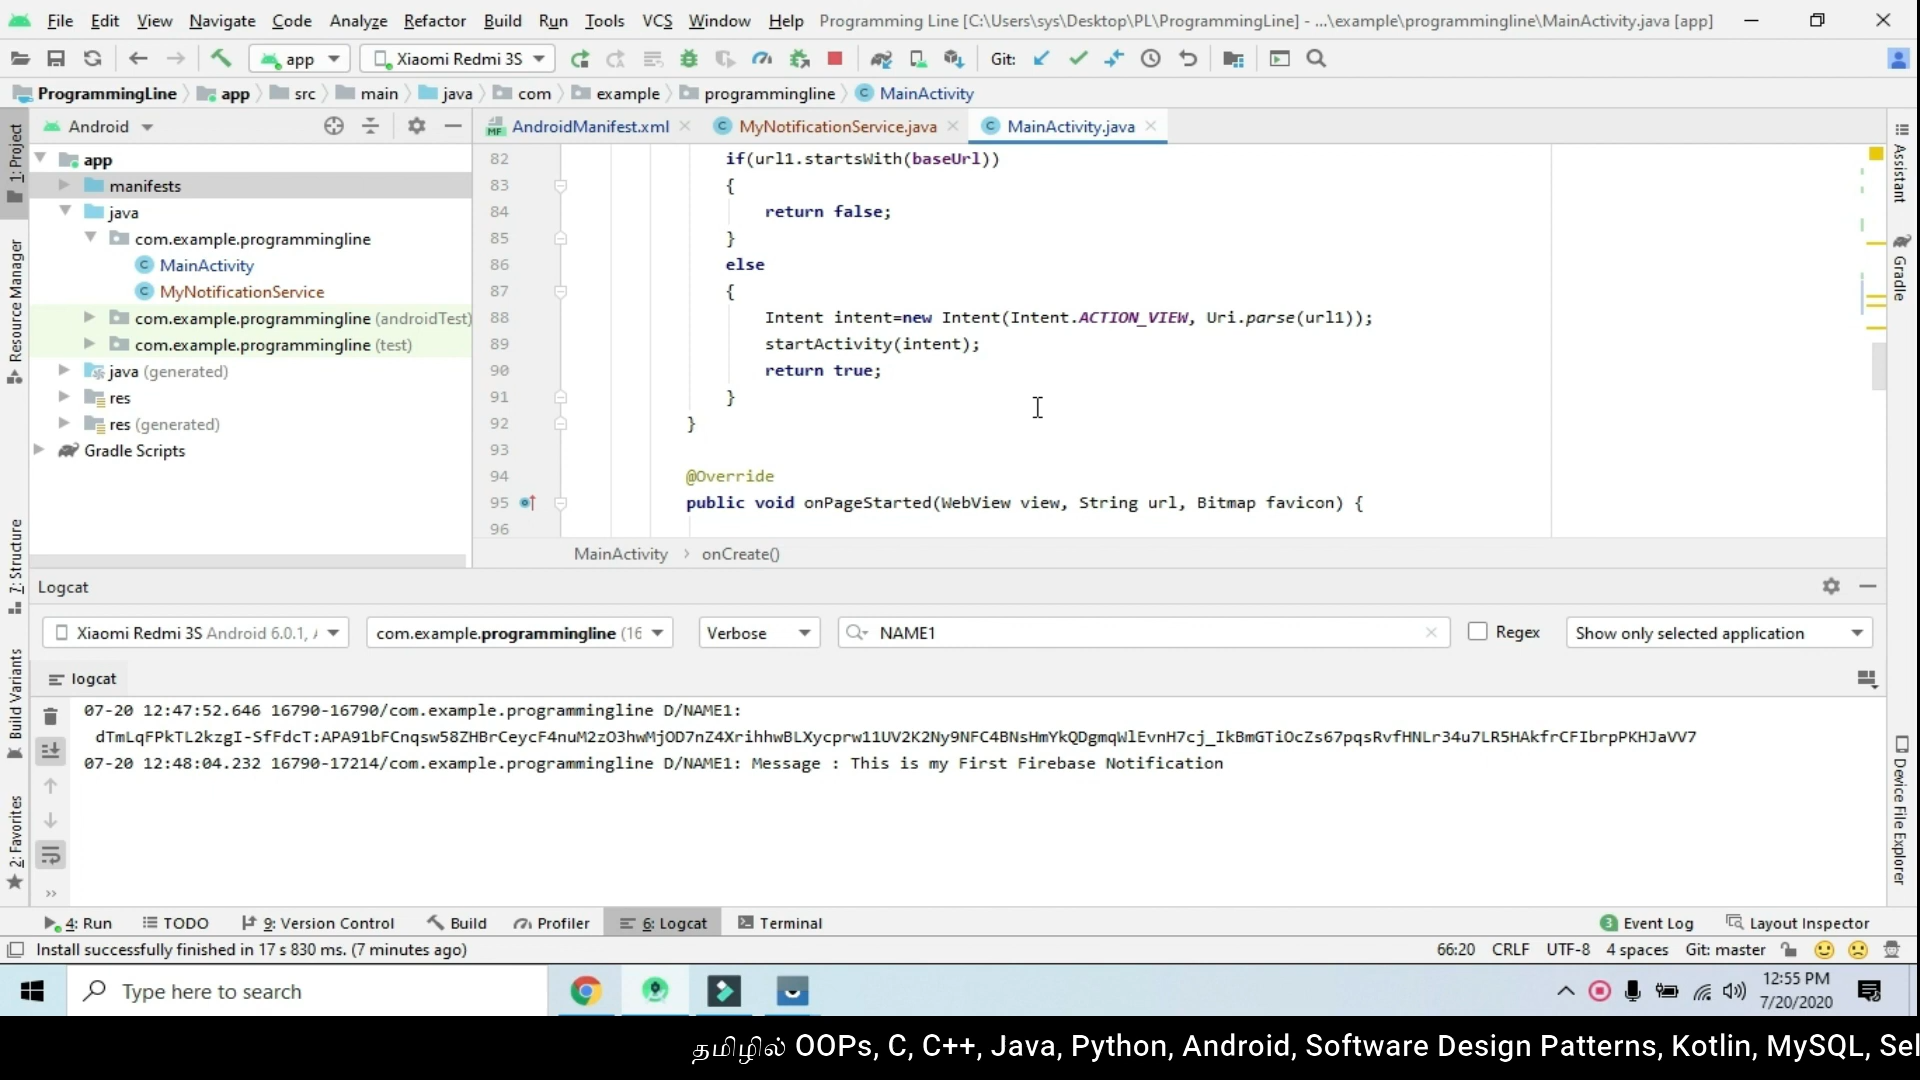 File Edit View Navigate Code Analyze Refactor Build Run Tools VCS Window Help Programming Line [C:\Users\sys\Desktop\PL\ProgrammingLine] - ...\example\programmingline\MainActivity.java [app]
app Xiaomi Redmi 3S Git:
ProgrammingLine app src main java com example programmingline MainActivity
Android
AndroidManifest.xml MyNotificationService.java MainActivity.java
app
manifests
java
com.example.programmingline
MainActivity
MyNotificationService
com.example.programmingline (androidTest)
com.example.programmingline (test)
java (generated)
res
res (generated)
Gradle Scripts
82 if(url1.startsWith(baseUrl))
83 {
84 return false;
85 }
86 else
87 {
88 Intent intent=new Intent(Intent.ACTION_VIEW, Uri.parse(url1));
89 startActivity(intent);
90 return true;
91 }
92 }
93
94 @Override
95 public void onPageStarted(WebView view, String url, Bitmap favicon) {
96
MainActivity › onCreate()
1: Project
Resource Manager
7: Structure
Build Variants
2: Favorites
Assistant
Gradle
Device File Explorer
Logcat
Xiaomi Redmi 3S Android 6.0.1, com.example.programmingline (16 Verbose NAME1 Regex Show only selected application
logcat
07-20 12:47:52.646 16790-16790/com.example.programmingline D/NAME1:
dTmLqFPkTL2kzgI-SfFdcT:APA91bFCnqsw58ZHBrCeycF4nuM2zO3hwMjOD7nZ4XrihhwBLXycprw11UV2K2Ny9NFC4BNsHmYkQDgmqWlEvnH7cj_IkBmGTiOcZs67pqsRvfHNLr34u7LR5HAkfrCFIbrpPKHJaVV7
07-20 12:48:04.232 16790-17214/com.example.programmingline D/NAME1: Message : This is my First Firebase Notification
4: Run TODO 9: Version Control Build Profiler 6: Logcat Terminal 3 Event Log Layout Inspector
Install successfully finished in 17 s 830 ms. (7 minutes ago) 66:20 CRLF UTF-8 4 spaces Git: master
Type here to search
12:55 PM
7/20/2020
தமிழில் OOPs, C, C++, Java, Python, Android, Software Design Patterns, Kotlin, MySQL, Sel